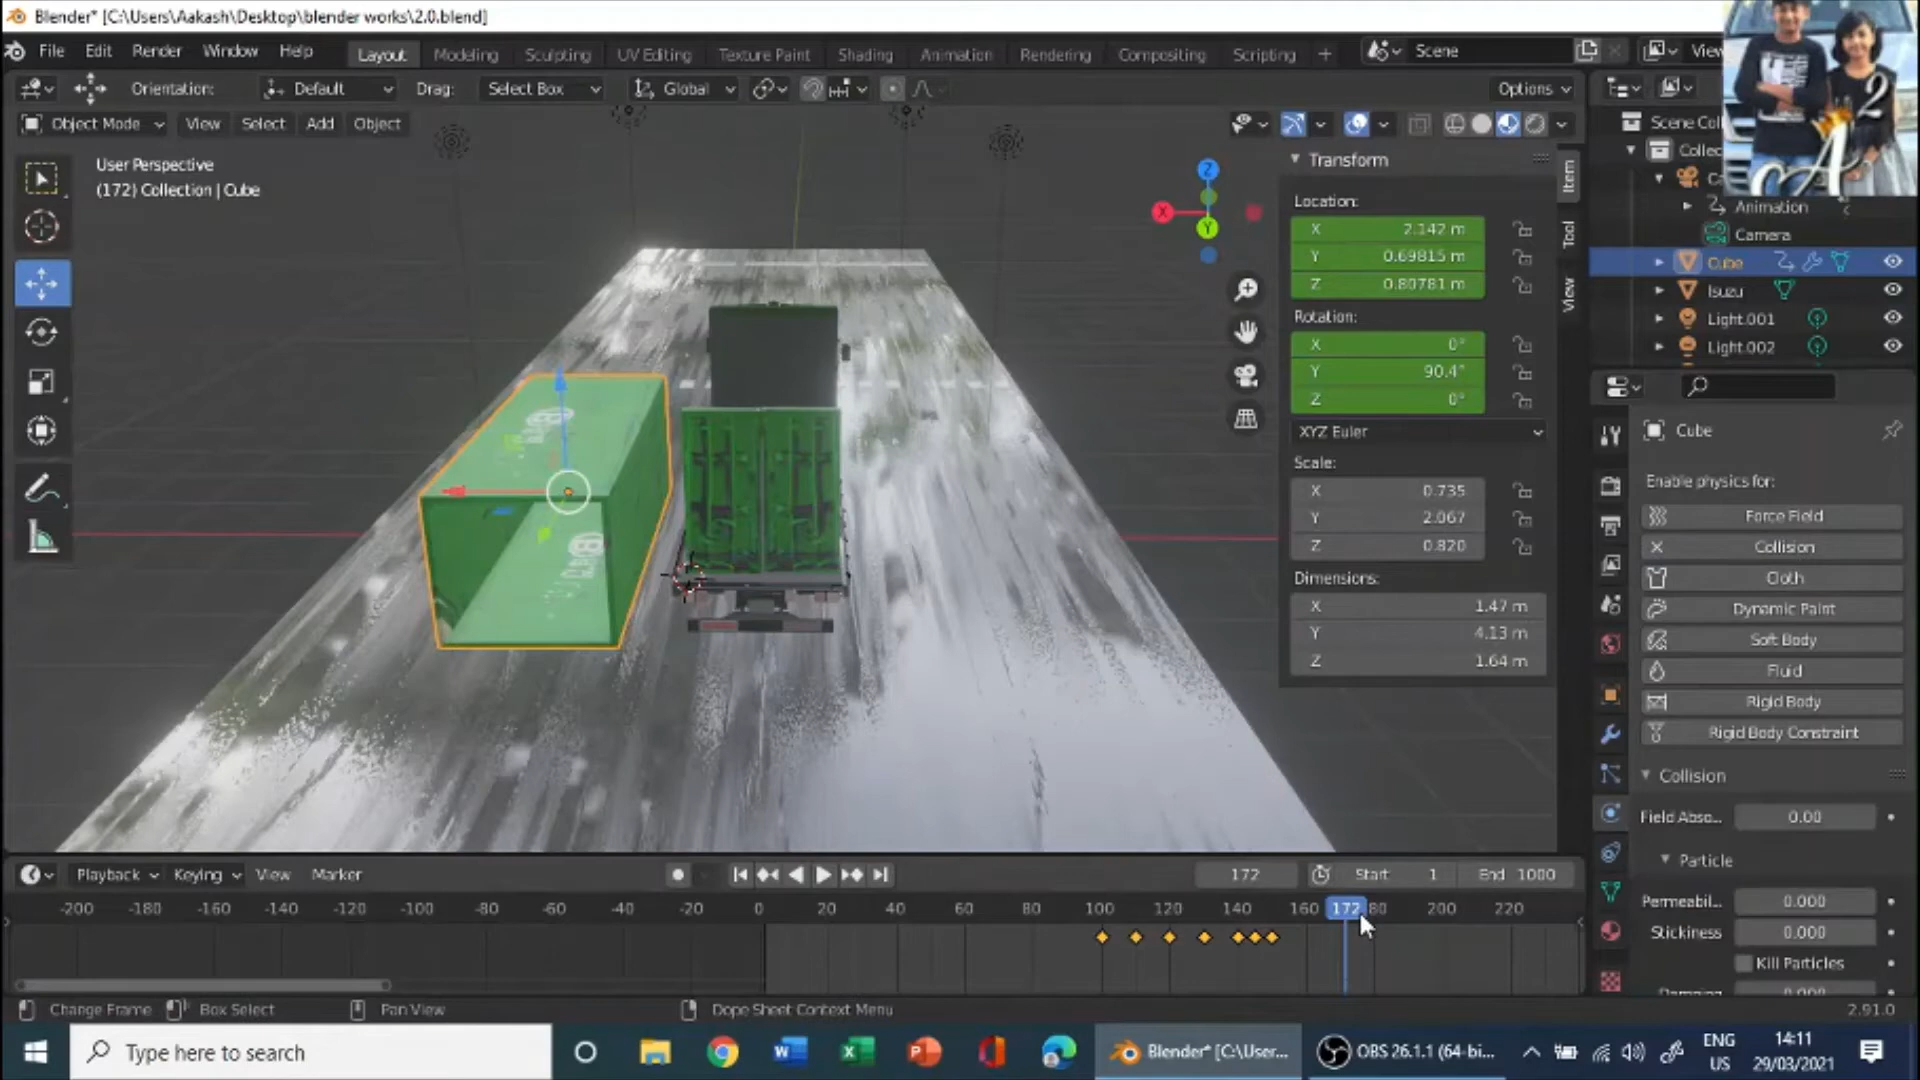 Blender* [C:\Users\Aakash\Desktop\blender works\2.0.blend]
File Edit Render Window Help Layout Modeling Sculpting UV Editing Texture Paint Shading Animation Rendering Compositing Scripting + Scene View
Orientation: Default Drag: Select Box Global Options
Object Mode View Select Add Object
User Perspective
(172) Collection | Cube
Z
X
Y
Transform
Location:
X 2.142 m
Y 0.69815 m
Z 0.80781 m
Rotation:
X 0°
Y 90.4°
Z 0°
XYZ Euler
Scale:
X 0.735
Y 2.067
Z 0.820
Dimensions:
X 1.47 m
Y 4.13 m
Z 1.64 m
Item
Tool
View
2
A
Scene Col
Collec
C
Animation
Camera
Cube
Isuzu
Light.001
Light.002
Cube
Enable physics for:
Force Field
Collision
Cloth
Dynamic Paint
Soft Body
Fluid
Rigid Body
Rigid Body Constraint
Collision
Field Abso... 0.00
Particle
Permeabil... 0.000
Stickiness 0.000
Kill Particles
Playback Keying View Marker 172 Start 1 End 1000
-200 -180 -160 -140 -120 -100 -80 -60 -40 -20 0 20 40 60 80 100 120 140 160 172 80 200 220
Change Frame Box Select Pan View Dope Sheet Context Menu 2.91.0
Type here to search Blender* [C:\User... OBS 26.1.1 (64-bi... ENG US 14:11 29/03/2021